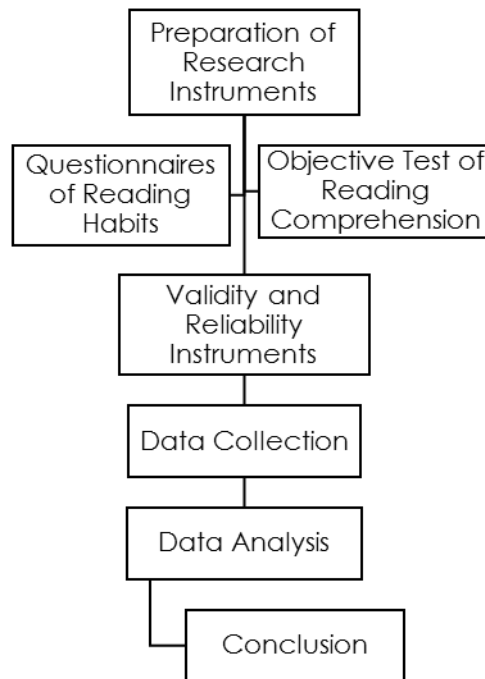 Preparation of
Research
Instruments
Questionnaires
of Reading
Habits
Objective Test of
Reading
Comprehension
Validity and
Reliability
Instruments
Data Collection
Data Analysis
Conclusion